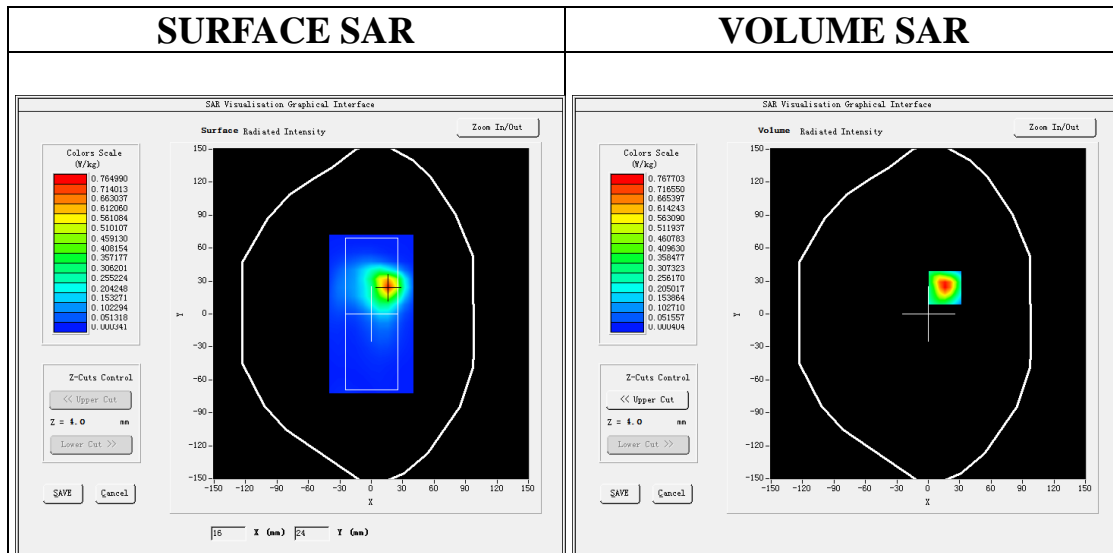 SURFACE SAR
VOLUME SAR
SAR Visualisation Graphical Interface
Surface Radiated Intensity
Zoom In/Out
Colors Scale
(W/kg)
0.764990
0.714013
0.663037
0.612060
0.561084
0.510107
0.459130
0.408154
0.357177
0.306201
0.255224
0.204248
0.153271
0.102294
0.051318
0.000341
Z-Cuts Control
<< Upper Cut
Z = 4.0 mm
Lower Cut >>
SAVE Cancel
150
120
90
60
30
0
-30
-60
-90
-120
-150
Y
-150 -120 -90 -60 -30 0 30 60 90 120 150
X
16 X (mm) 24 Y (mm)
SAR Visualisation Graphical Interface
Volume Radiated Intensity
Zoom In/Out
Colors Scale
(W/kg)
0.767703
0.716550
0.665397
0.614243
0.563090
0.511937
0.460783
0.409630
0.358477
0.307323
0.256170
0.205017
0.153864
0.102710
0.051557
0.000404
Z-Cuts Control
<< Upper Cut
Z = 4.0 mm
Lower Cut >>
SAVE Cancel
150
120
90
60
30
0
-30
-60
-90
-120
-150
Y
-150 -120 -90 -60 -30 0 30 60 90 120 150
X